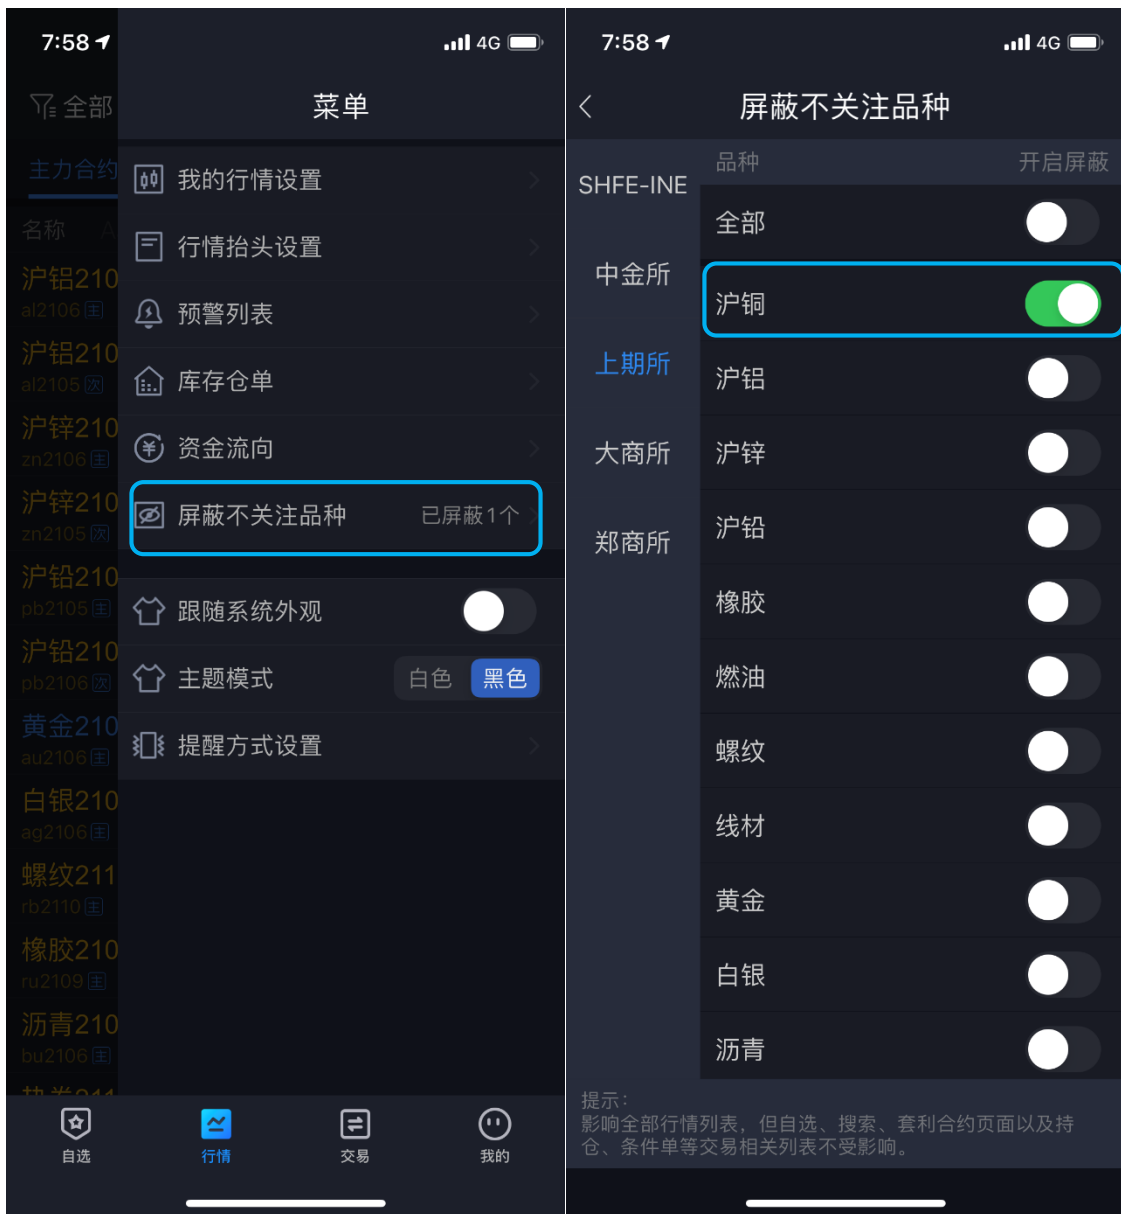 7:58
4G
全部
菜单
主力合约
我的行情设置
名称 A
行情抬头设置
沪铝210
al2106 主
预警列表
沪铝210
al2105 次
库存仓单
沪锌210
zn2106 主
资金流向
沪锌210
zn2105 次
屏蔽不关注品种 已屏蔽1个
沪铅210
pb2105 主
跟随系统外观
沪铅210
pb2106 次
主题模式 白色 黑色
黄金210
au2106 主
提醒方式设置
白银210
ag2106 主
螺纹211
rb2110 主
橡胶210
ru2109 主
沥青210
bu2106 主
自选 行情 交易 我的
7:58
4G
屏蔽不关注品种
SHFE-INE
中金所
上期所
大商所
郑商所
品种 开启屏蔽
全部
沪铜
沪铝
沪锌
沪铅
橡胶
燃油
螺纹
线材
黄金
白银
沥青
提示：
影响全部行情列表，但自选、搜索、套利合约页面以及持
仓、条件单等交易相关列表不受影响。